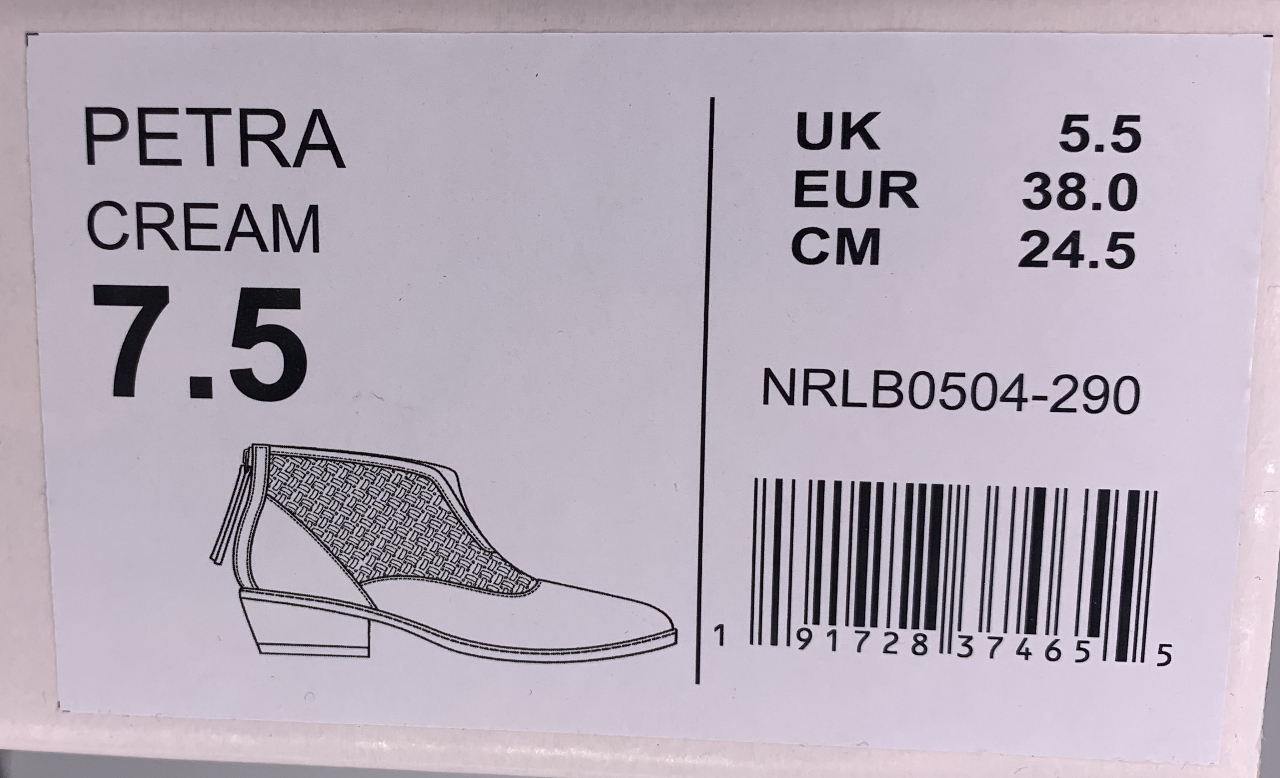 PETRA
CREAM
7.5
UK 5.5
EUR 38.0
CM 24.5
NRLB0504-290
1 91728 37465 5